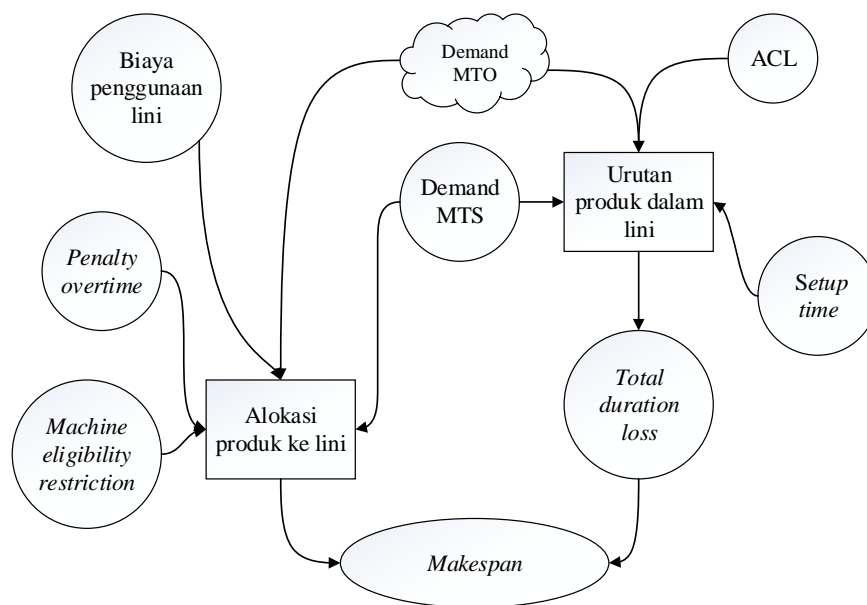 Biaya
penggunaan
lini
Demand
MTO
ACL
Demand
MTS
Urutan
produk dalam
lini
Penalty
overtime
Setup
time
Machine
eligibility
restriction
Alokasi
produk ke lini
Total
duration
loss
Makespan